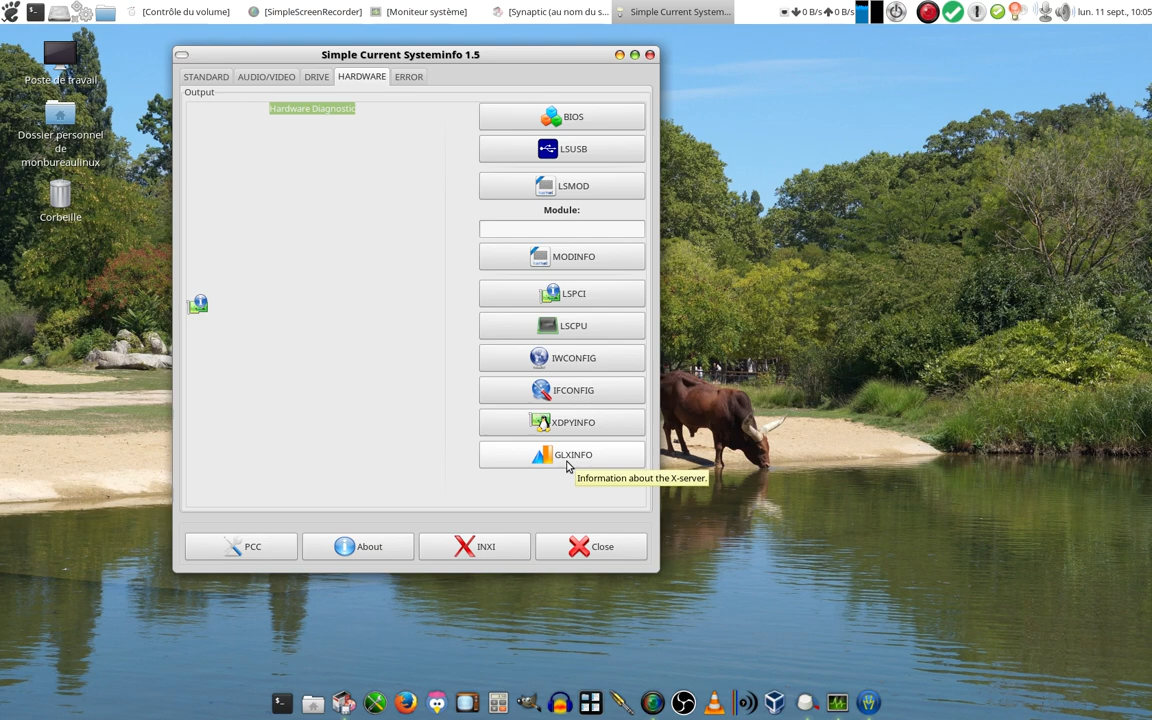 [Contrôle du volume]
[SimpleScreenRecorder]
[Moniteur système]
[Synaptic (au nom du s...
Simple Current System...
0 B/s
0 B/s
lun. 11 sept., 10:05
Poste de travail
Dossier personnel
de
monbureaulinux
Corbeille
Simple Current Systeminfo 1.5
STANDARD
AUDIO/VIDEO
DRIVE
HARDWARE
ERROR
Output
Hardware Diagnostic
BIOS
LSUSB
LSMOD
Module:
MODINFO
LSPCI
LSCPU
IWCONFIG
IFCONFIG
XDPYINFO
GLXINFO
Information about the X-server.
PCC
About
INXI
Close